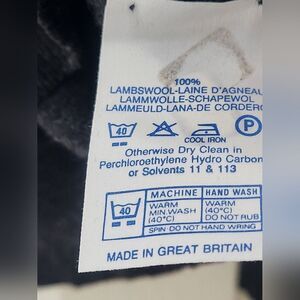 100%
LAMBSWOOL-LAINE D'AGNEAU
LAMMWOLLE-SCHAPEWOL
LAMMEULD-LANA-DE CORDERO
40 P
COOL IRON
Otherwise Dry Clean in
Perchloroethylene Hydro Carbon
or Solvents 11 & 113
MACHINE HAND WASH
40 WARM WARM
MIN.WASH (40°C)
(40°C) DO NOT RUB
SPIN·DO NOT HAND WRING
MADE IN GREAT BRITAIN